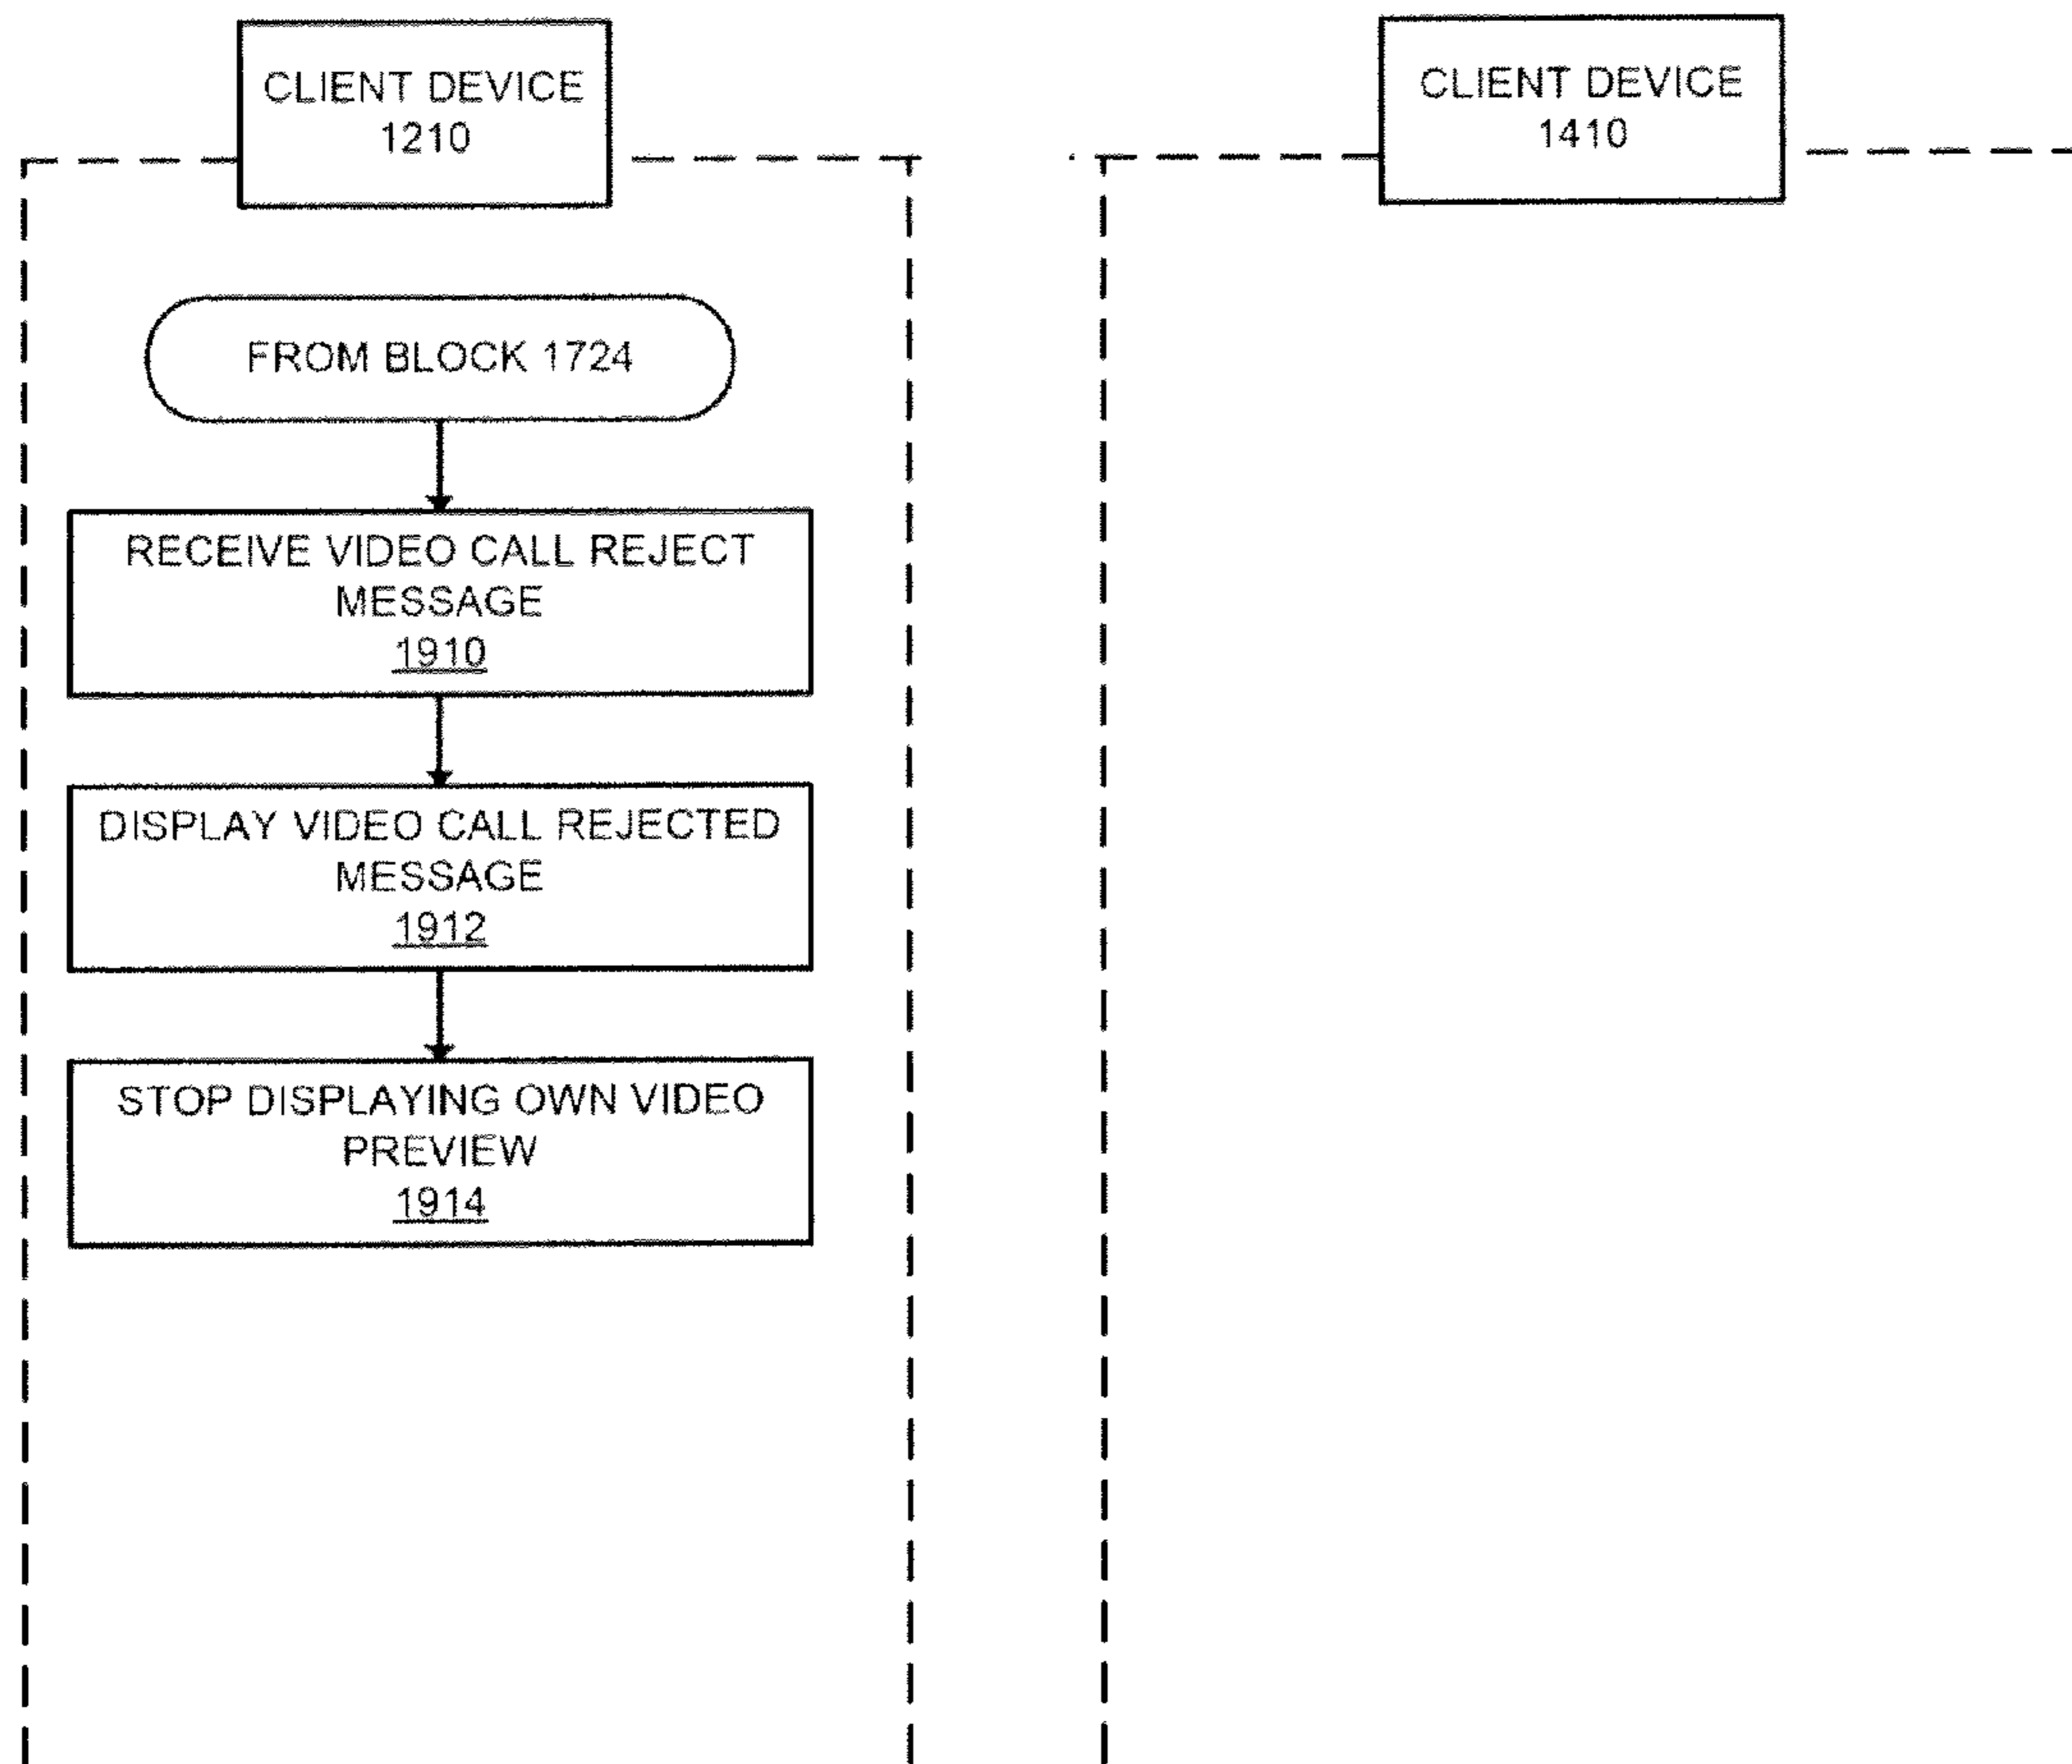 CLIENT DEVICE
1210
CLIENT DEVICE
1410
FROM BLOCK 1724
RECEIVE VIDEO CALL REJECT
MESSAGE
1910
DISPLAY VIDEO CALL REJECTED
MESSAGE
1912
STOP DISPLAYING OWN VIDEO
PREVIEW
1914